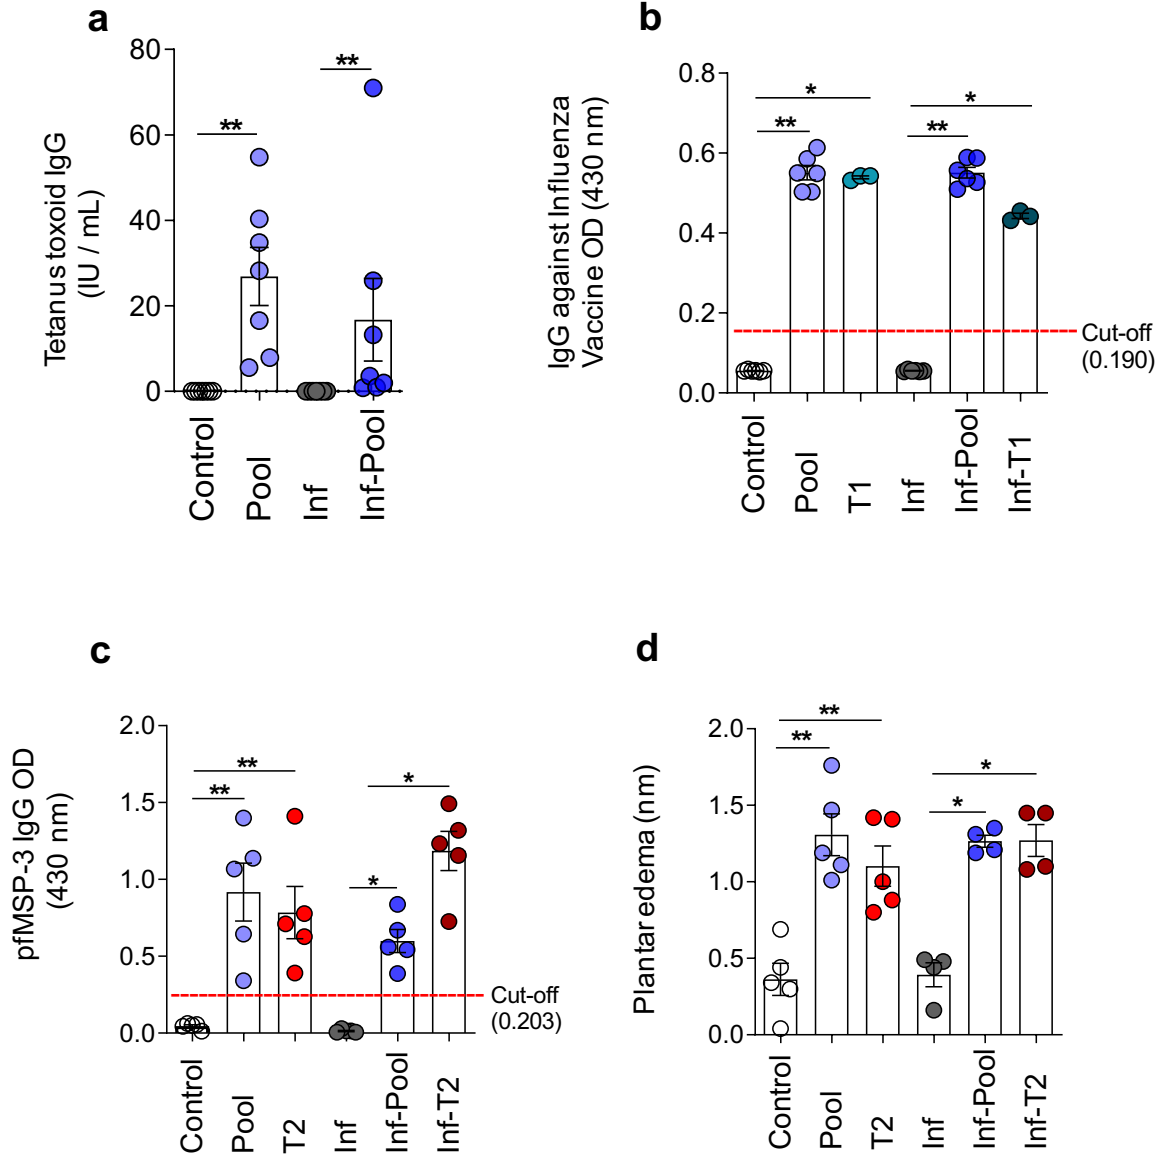 a
Tetanus toxoid IgG
(IU / mL)
80
60
40
20
0
**
**
Control
Pool
Inf
Inf-Pool
b
IgG against Influenza
Vaccine OD (430 nm)
0.8
0.6
0.4
0.2
0.0
*
**
*
**
Cut-off
(0.190)
Control
Pool
T1
Inf
Inf-Pool
Inf-T1
c
pfMSP-3 IgG OD
(430 nm)
2.0
1.5
1.0
0.5
0.0
**
**
*
*
Cut-off
(0.203)
Control
Pool
T2
Inf
Inf-Pool
Inf-T2
d
Plantar edema (nm)
2.0
1.5
1.0
0.5
0.0
**
**
*
*
Control
Pool
T2
Inf
Inf-Pool
Inf-T2